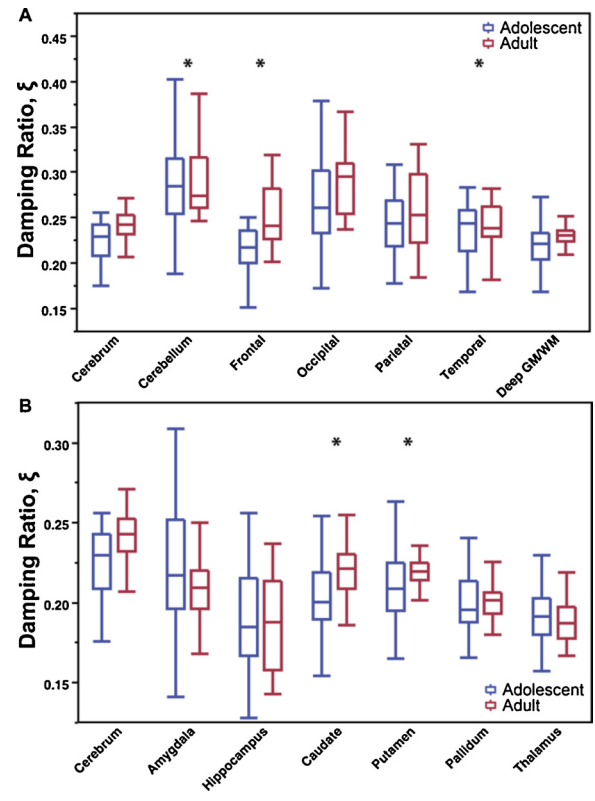 A
Adolescent
Adult
*
*
*
Damping Ratio, ξ
0.45
0.40
0.35
0.30
0.25
0.20
0.15
Cerebrum
Cerebellum
Frontal
Occipital
Parietal
Temporal
Deep GM/WM
B
*
*
Damping Ratio, ξ
0.30
0.25
0.20
0.15
Adolescent
Adult
Cerebrum
Amygdala
Hippocampus
Caudate
Putamen
Pallidum
Thalamus